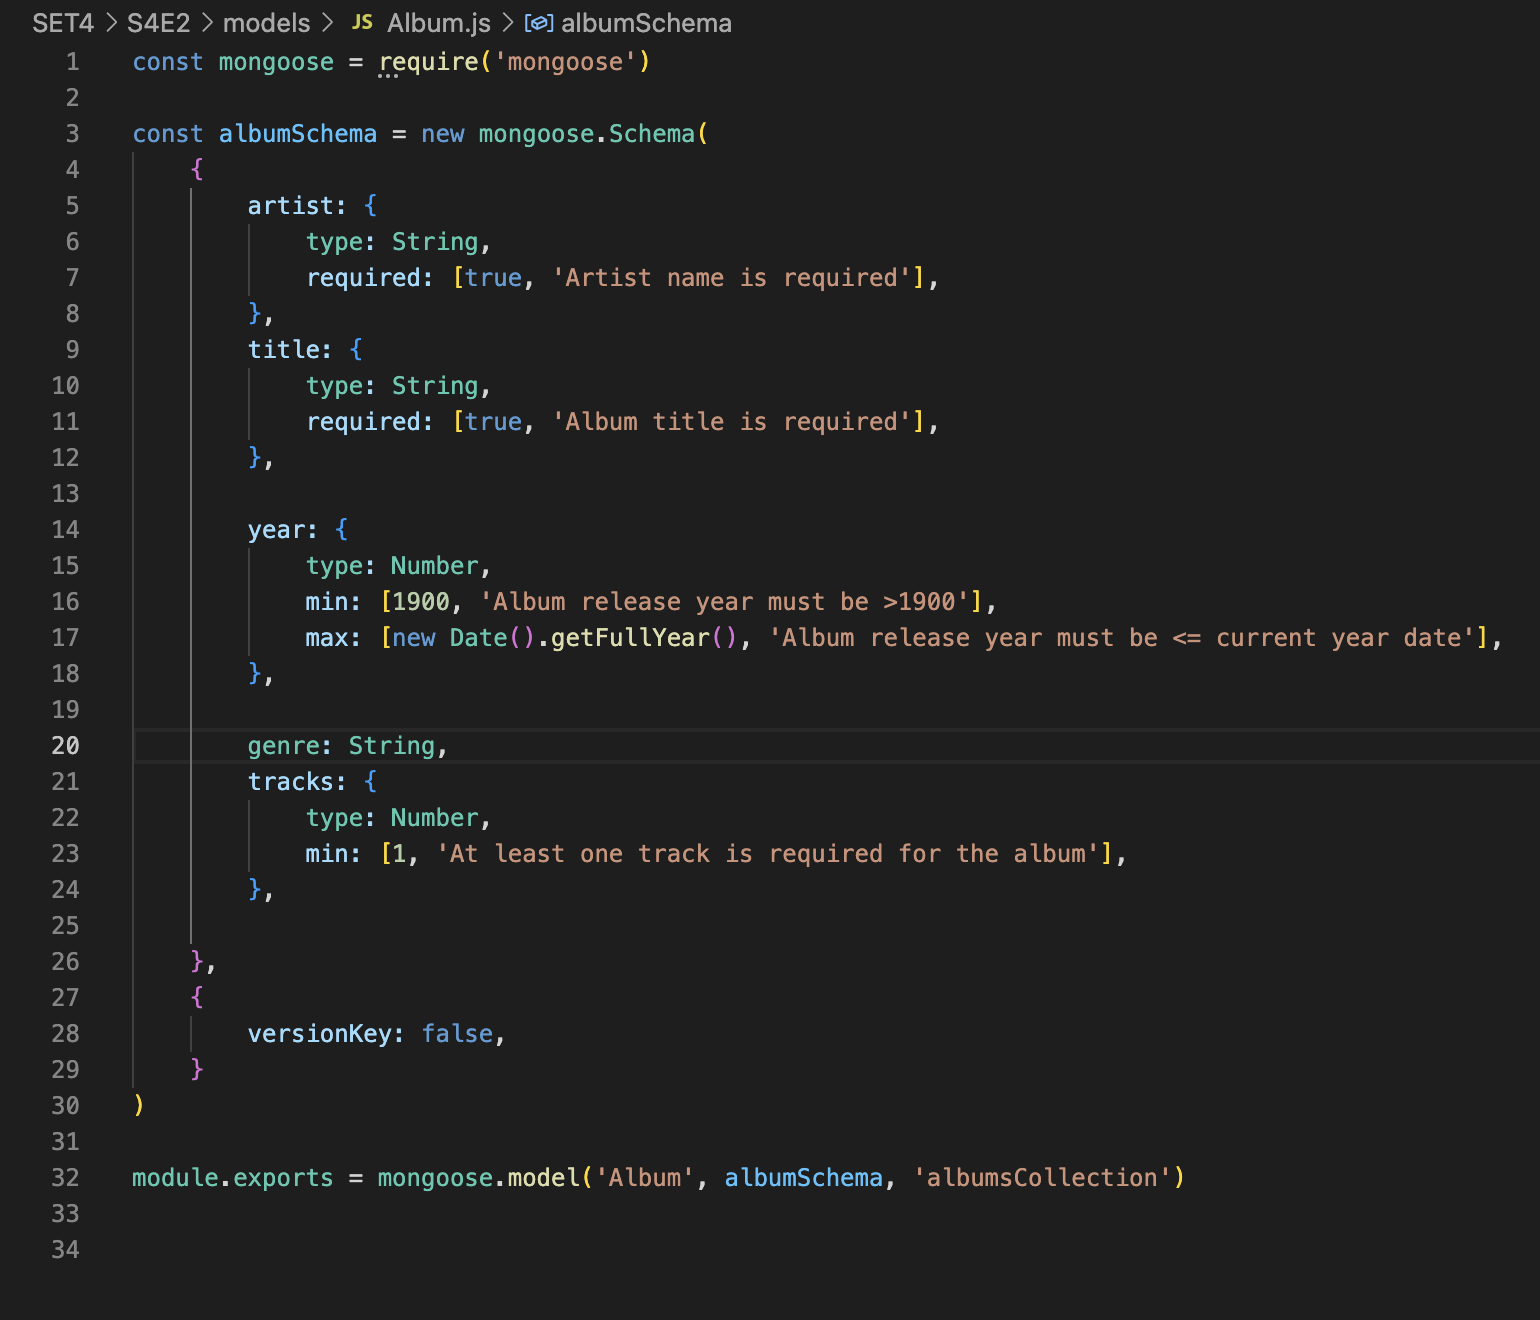 SET4 > S4E2 > models > JS Album.js > albumSchema
1 const mongoose = require('mongoose')
2
3 const albumSchema = new mongoose.Schema(
4     {
5         artist: {
6             type: String,
7             required: [true, 'Artist name is required'],
8         },
9         title: {
10             type: String,
11             required: [true, 'Album title is required'],
12         },
13
14         year: {
15             type: Number,
16             min: [1900, 'Album release year must be >1900'],
17             max: [new Date().getFullYear(), 'Album release year must be <= current year date'],
18         },
19
20         genre: String,
21         tracks: {
22             type: Number,
23             min: [1, 'At least one track is required for the album'],
24         },
25
26     },
27     {
28         versionKey: false,
29     }
30 )
31
32 module.exports = mongoose.model('Album', albumSchema, 'albumsCollection')
33
34